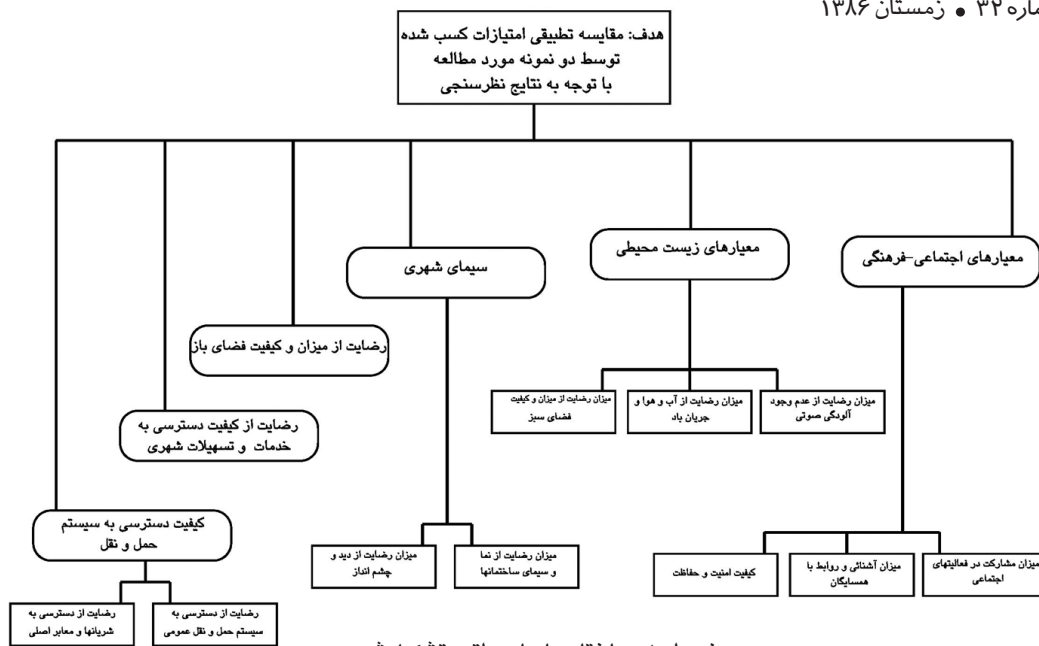 ماره ۳۲ • زمستان ۱۳۸۶
هدف: مقایسه تطبیقی امتیازات کسب شده
توسط دو نمونه مورد مطالعه
با توجه به نتایج نظرسنجی
معیارهای اجتماعی-فرهنگی
معیارهای زیست محیطی
سیمای شهری
رضایت از میزان و کیفیت فضای باز
رضایت از کیفیت دسترسی به
خدمات و تسهیلات شهری
کیفیت دسترسی به سیستم
حمل و نقل
میزان رضایت از عدم وجود
آلودگی صوتی
میزان رضایت از آب و هوا و
جریان باد
میزان رضایت از میزان و کیفیت
فضای سبز
میزان مشارکت در فعالیتهای
اجتماعی
میزان آشنائی و روابط با
همسایگان
کیفیت امنیت و حفاظت
میزان رضایت از نما
و سیمای ساختمانها
میزان رضایت از دید و
چشم انداز
رضایت از دسترسی به
سیستم حمل و نقل عمومی
رضایت از دسترسی به
شریانها و معابر اصلی